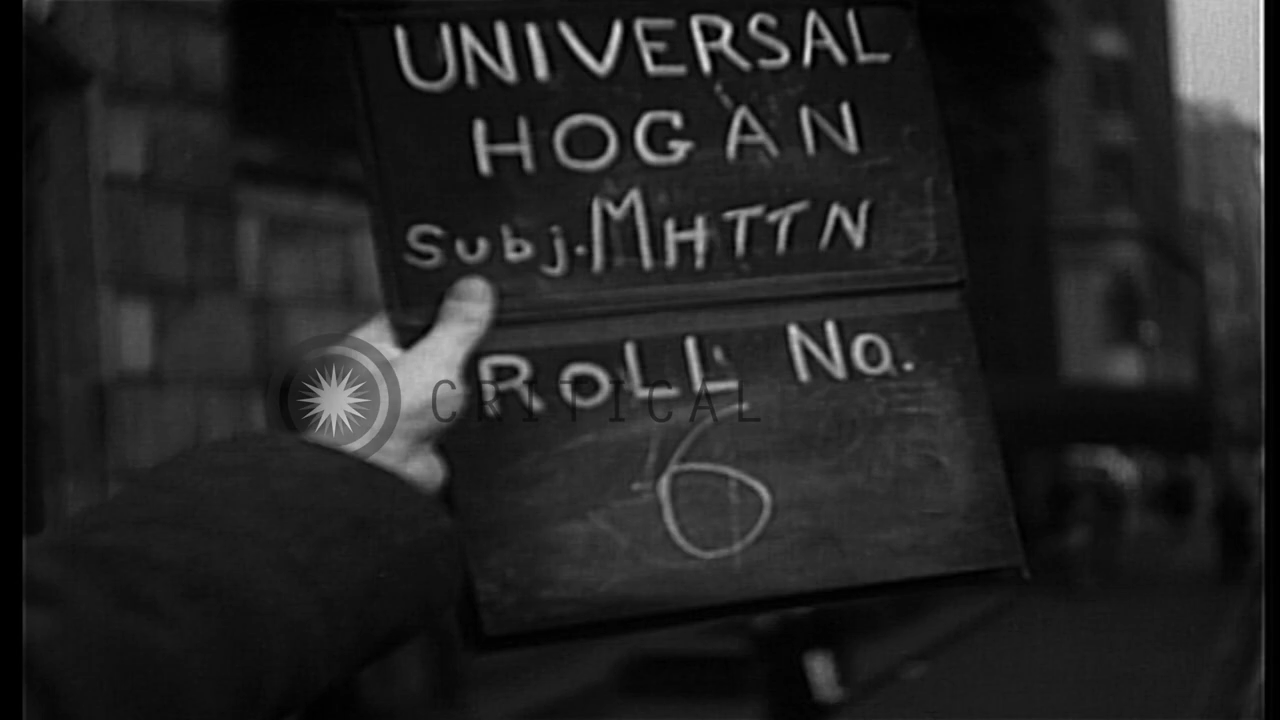 UNIVERSAL
HOGAN
Subj. MHTTN
ROLL No.
6
CRITICAL